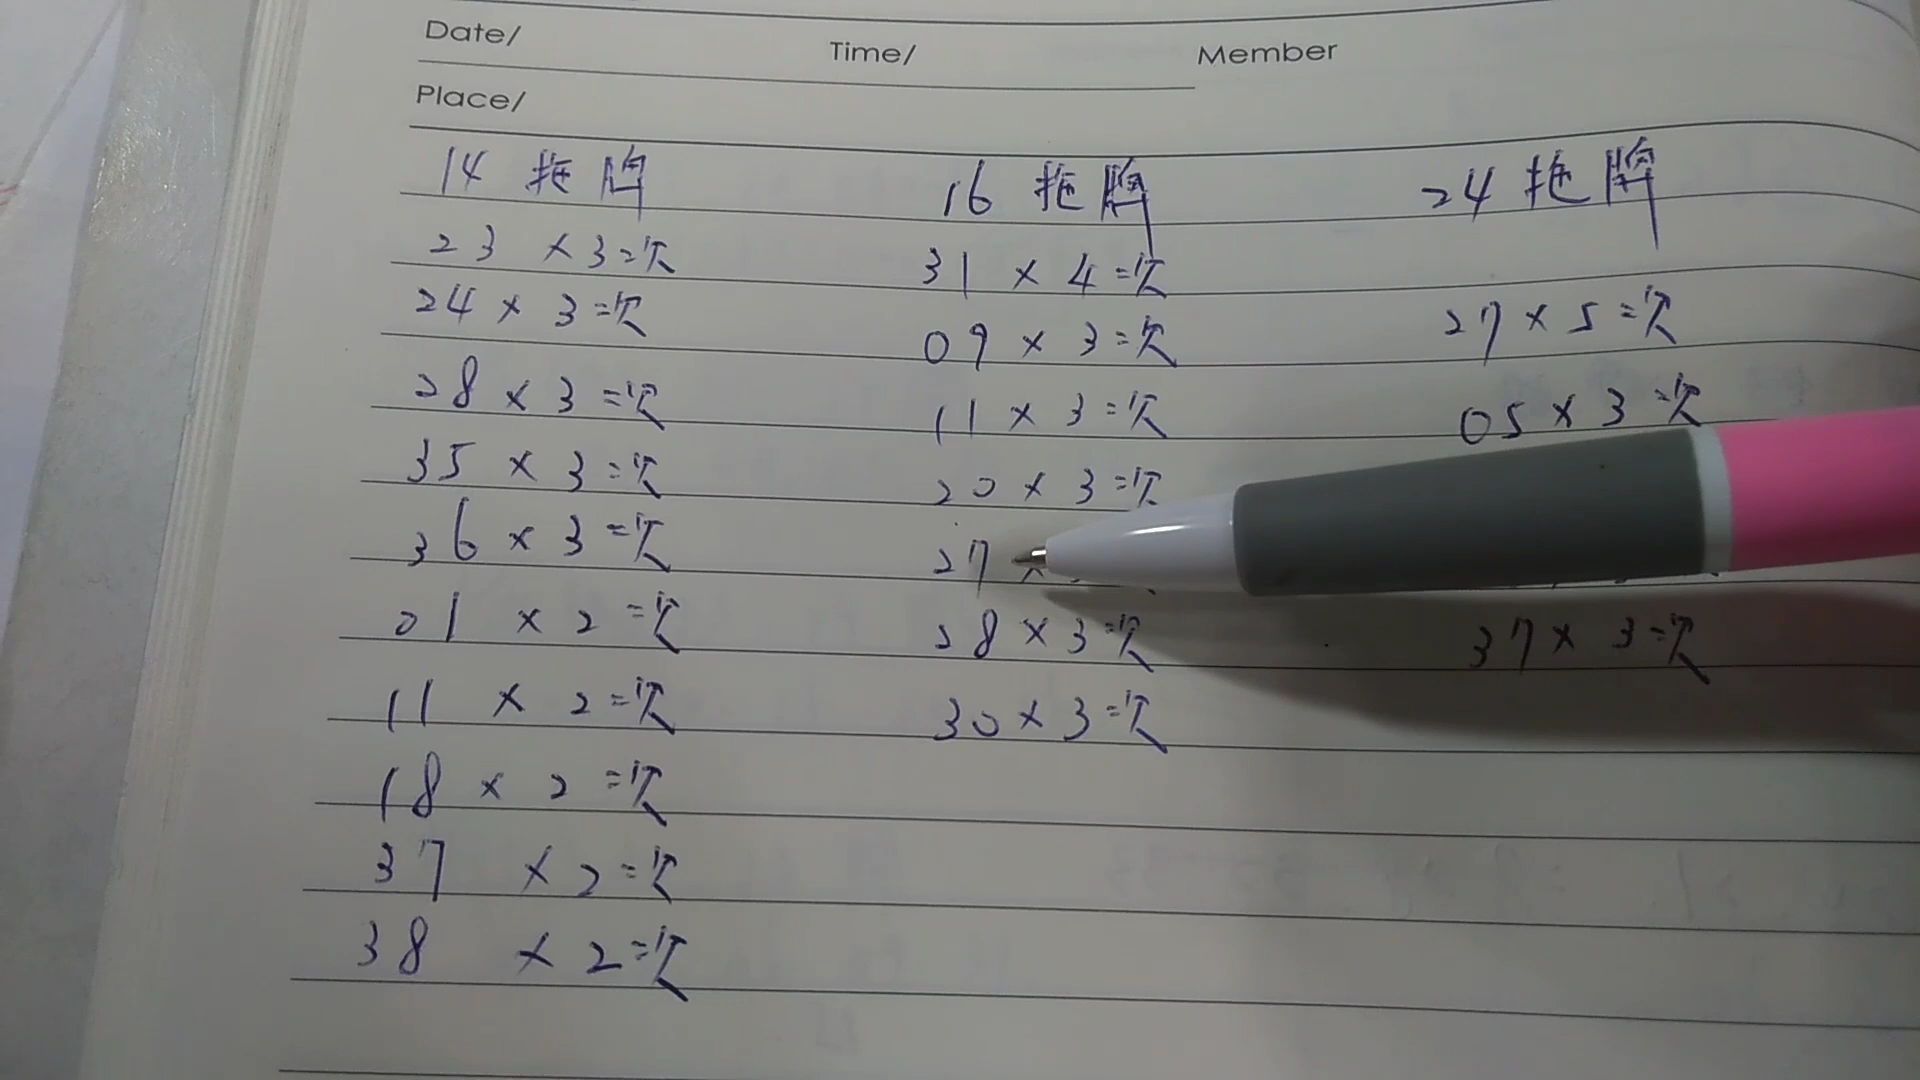 Date/ Time/ Member
Place/
14 拖牌
23 ×3=次
24 × 3=次
28 × 3=次
35 × 3=次
36 × 3=次
01 × 2=次
11 × 2=次
18 × 2=次
37 ×2=次
38 ×2=次
16 拖牌
31 × 4=次
09 × 3=次
11 × 3=次
20 × 3=次
27 ×
28 × 3=次
30 × 3=次
24 拖牌
27 × 5=次
05 × 3=次
37 × 3=次